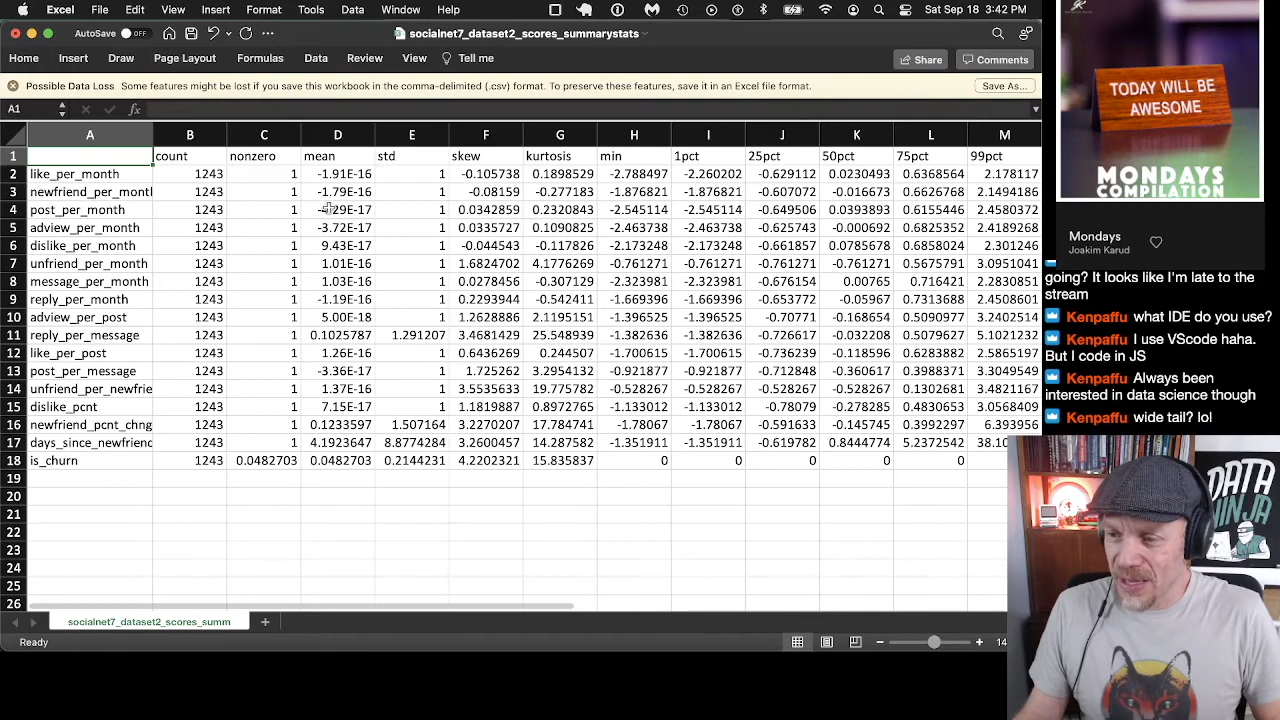 Excel File Edit View Insert Format Tools Data Window Help Sat Sep 18 3:42 PM
AutoSave OFF socialnet7_dataset2_scores_summarystats
Home Insert Draw Page Layout Formulas Data Review View Tell me Share Comments
Possible Data Loss Some features might be lost if you save this workbook in the comma-delimited (.csv) format. To preserve these features, save it in an Excel file format. Save As...
A1 fx
A B C D E F G H I J K L M
1 count nonzero mean std skew kurtosis min 1pct 25pct 50pct 75pct 99pct
2 like_per_month 1243 1 -1.91E-16 1 -0.105738 0.1898529 -2.788497 -2.260202 -0.629112 0.0230493 0.6368564 2.178117
3 newfriend_per_montl 1243 1 -1.79E-16 1 -0.08159 -0.277183 -1.876821 -1.876821 -0.607072 -0.016673 0.6626768 2.1494186
4 post_per_month 1243 1 29E-17 1 0.0342859 0.2320843 -2.545114 -2.545114 -0.649506 0.0393893 0.6155446 2.4580372
5 adview_per_month 1243 1 -3.72E-17 1 0.0335727 0.1090825 -2.463738 -2.463738 -0.625743 -0.000692 0.6825352 2.4189268
6 dislike_per_month 1243 1 9.43E-17 1 -0.044543 -0.117826 -2.173248 -2.173248 -0.661857 0.0785678 0.6858024 2.301246
7 unfriend_per_month 1243 1 1.01E-16 1 1.6824702 4.1776269 -0.761271 -0.761271 -0.761271 -0.761271 0.5675791 3.0951041
8 message_per_month 1243 1 1.03E-16 1 0.0278456 -0.307129 -2.323981 -2.323981 -0.676154 0.00765 0.716421 2.2830851
9 reply_per_month 1243 1 -1.19E-16 1 0.2293944 -0.542411 -1.669396 -1.669396 -0.653772 -0.05967 0.7313688 2.4508601
10 adview_per_post 1243 1 5.00E-18 1 1.2628886 2.1195151 -1.396525 -1.396525 -0.70771 -0.168654 0.5090977 3.2402514
11 reply_per_message 1243 1 0.1025787 1.291207 3.4681429 25.548939 -1.382636 -1.382636 -0.726617 -0.032208 0.5079627 5.1021232
12 like_per_post 1243 1 1.26E-16 1 0.6436269 0.244507 -1.700615 -1.700615 -0.736239 -0.118596 0.6283882 2.5865197
13 post_per_message 1243 1 -3.36E-17 1 1.725262 3.2954132 -0.921877 -0.921877 -0.712848 -0.360617 0.3988371 3.3049549
14 unfriend_per_newfrie 1243 1 1.31E-16 1 3.5535633 19.775782 -0.528267 -0.528267 -0.528267 -0.528267 0.1302681 3.4821167
15 dislike_pcnt 1243 1 7.15E-17 1 1.1819887 0.8972765 -1.133012 -1.133012 -0.78079 -0.278285 0.4830653 3.0568409
16 newfriend_pcnt_chng 1243 1 0.1233597 1.507164 3.2270207 17.784741 -1.78067 -1.78067 -0.591633 -0.145745 0.3992297 6.393956
17 days_since_newfrienc 1243 1 4.1923647 8.8774284 3.2600457 14.287582 -1.351911 -1.351911 -0.619782 0.8444774 5.2372542 38.10
18 is_churn 1243 0.0482703 0.0482703 0.2144231 4.2202321 15.835837 0 0 0 0 0
19
20
21
22
23
24
25
26
socialnet7_dataset2_scores_summ
Ready 14
TODAY WILL BE
AWESOME
MONDAYS
COMPILATION
Mondays
Joakim Karud
going? It looks like I'm late to the
stream
Kenpaffu what IDE do you use?
Kenpaffu I use VScode haha.
But I code in JS
Kenpaffu Always been
interested in data science though
Kenpaffu wide tail? lol
DATA
NINJA